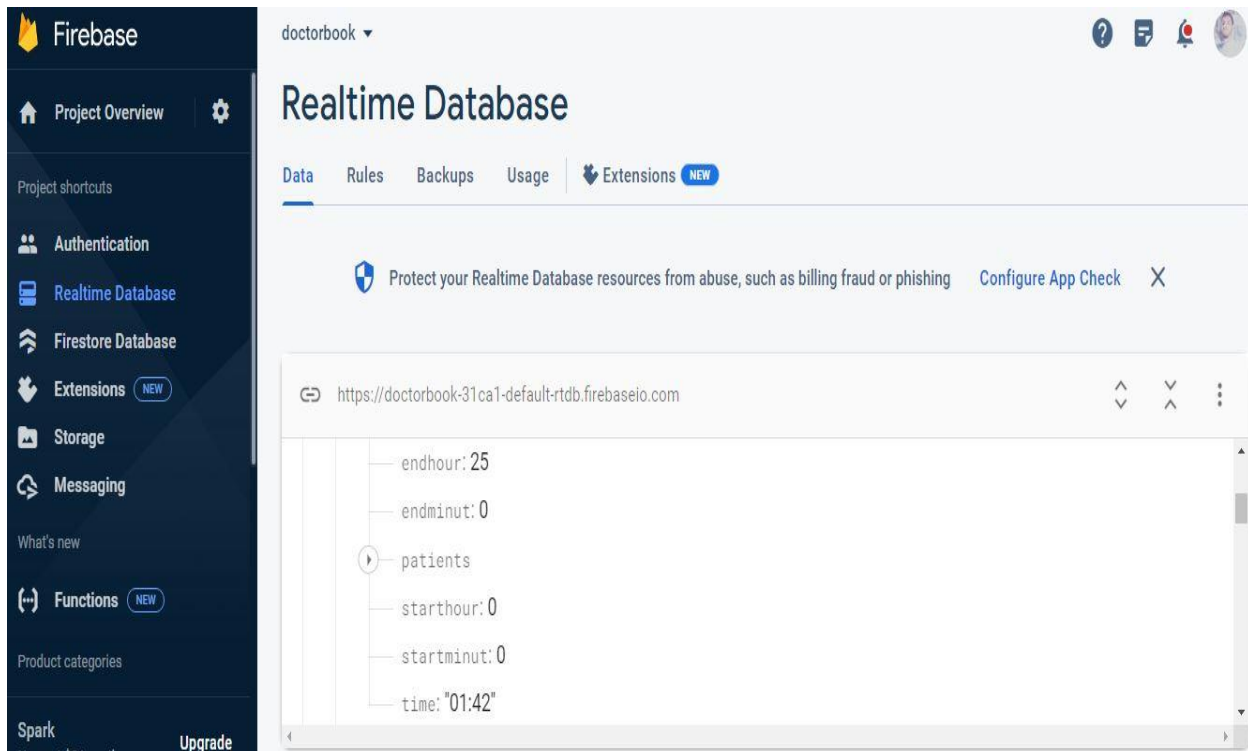 Firebase
Project Overview
Project shortcuts
Authentication
Realtime Database
Firestore Database
Extensions NEW
Storage
Messaging
What's new
Functions NEW
Product categories
Spark
Upgrade
doctorbook
Realtime Database
Data Rules Backups Usage Extensions NEW
Protect your Realtime Database resources from abuse, such as billing fraud or phishing Configure App Check
https://doctorbook-31ca1-default-rtdb.firebaseio.com
endhour: 25
endminut: 0
patients
starthour: 0
startminut: 0
time: "01:42"